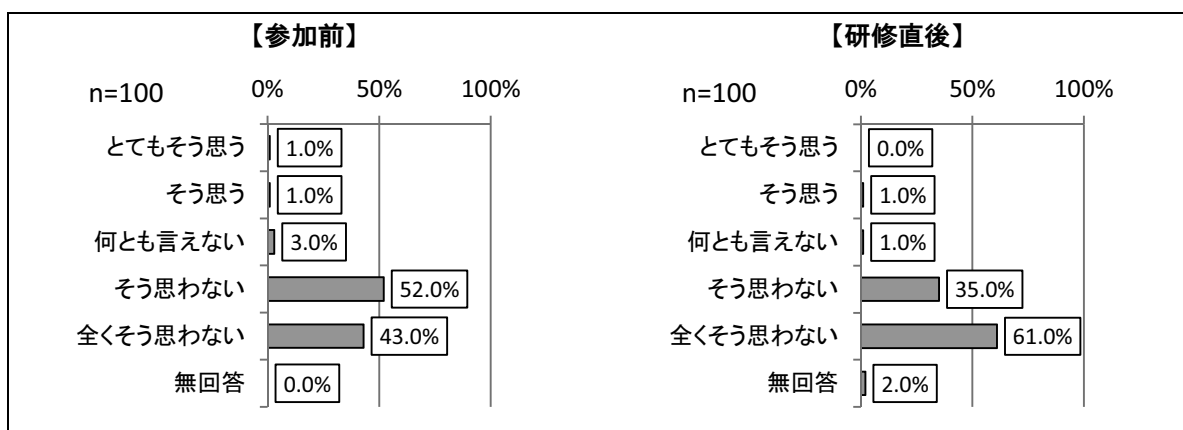 【参加前】
n=100
0%
50%
100%
とてもそう思う
1.0%
そう思う
1.0%
何とも言えない
3.0%
そう思わない
52.0%
全くそう思わない
43.0%
無回答
0.0%
【研修直後】
n=100
0%
50%
100%
とてもそう思う
0.0%
そう思う
1.0%
何とも言えない
1.0%
そう思わない
35.0%
全くそう思わない
61.0%
無回答
2.0%